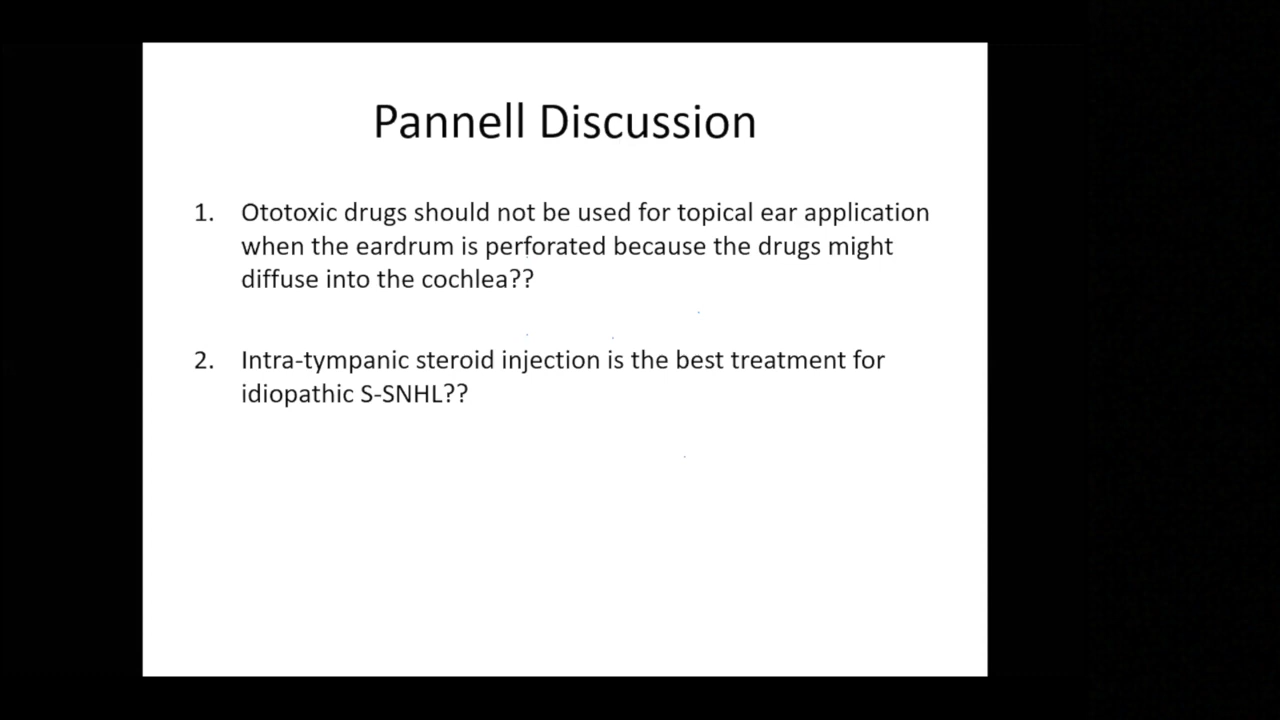 Pannell Discussion
1. Ototoxic drugs should not be used for topical ear application
when the eardrum is perforated because the drugs might
diffuse into the cochlea??
2. Intra-tympanic steroid injection is the best treatment for
idiopathic S-SNHL??